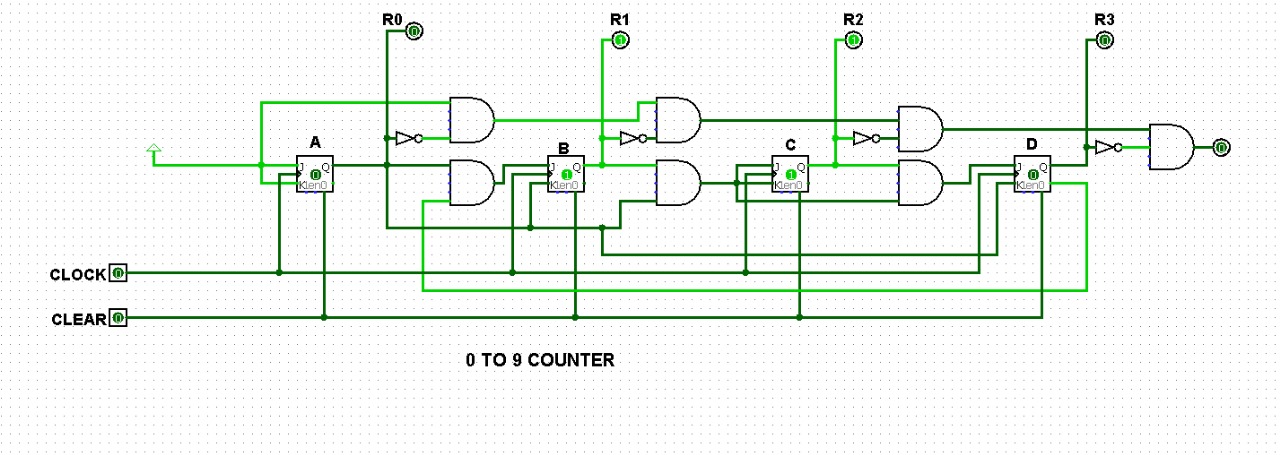 R0 R1 R2 R3
0 1 1 0
A B C D
J Q J Q J Q J Q
0 1 1 0
K en 0 K en 0 K en 0 K en 0
0
CLOCK 0
CLEAR 0
0 TO 9 COUNTER